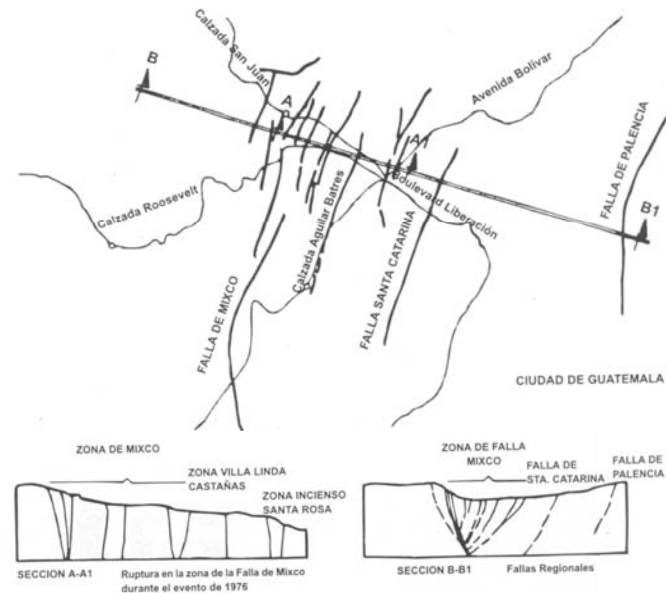 B
Calzada San Juan
Avenida Bolivar
A
A1
FALLA DE PALENCIA
B1
Calzada Roosevelt
Boulevard Liberación
Calzada Aguilar Batres
FALLA DE MIXCO
FALLA SANTA CATARINA
CIUDAD DE GUATEMALA
ZONA DE MIXCO
ZONA VILLA LINDA
CASTAÑAS
ZONA INCIENSO
SANTA ROSA
SECCION A-A1
Ruptura en la zona de la Falla de Mixco
durante el evento de 1976
ZONA DE FALLA
MIXCO
FALLA DE
STA. CATARINA
FALLA DE
PALENCIA
SECCION B-B1
Fallas Regionales